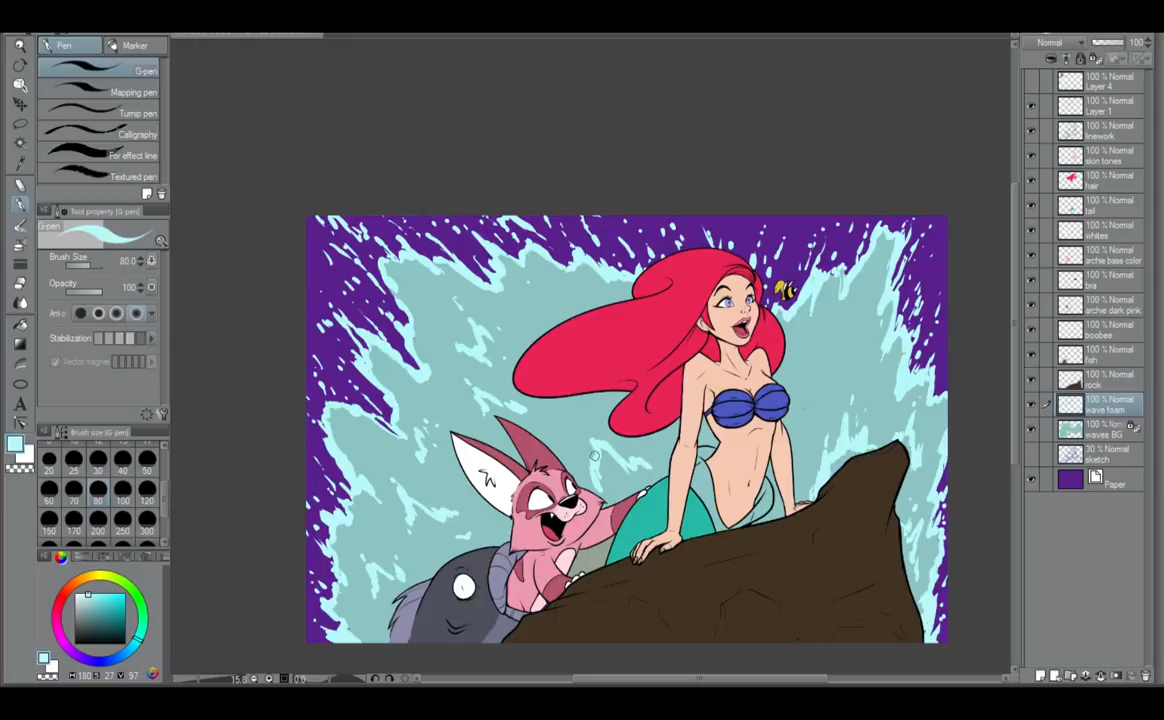 Pen Marker
G-pen
Mapping pen
Turnip pen
Calligraphy
For effect line
Textured pen
Tool property [G-pen]
G-pen
Brush Size 80.0
Opacity 100
Stabilization
Vector magnet
Brush size [G-pen]
20 25 30 40 50
60 70 80 100 120
150 170 200 250 300
H 180 S 27 V 97
15.8 0.0
Normal 100
100 % Normal
Layer 4
100 % Normal
Layer 1
100 % Normal
linework
100 % Normal
skin tones
100 % Normal
hair
100 % Normal
tail
100 % Normal
whites
100 % Normal
archie base color
100 % Normal
bra
100 % Normal
archie dark pink
100 % Normal
boobee
100 % Normal
fish
100 % Normal
rock
100 % Normal
wave foam
100 % Norm
waves BG
30 % Normal
sketch
Paper